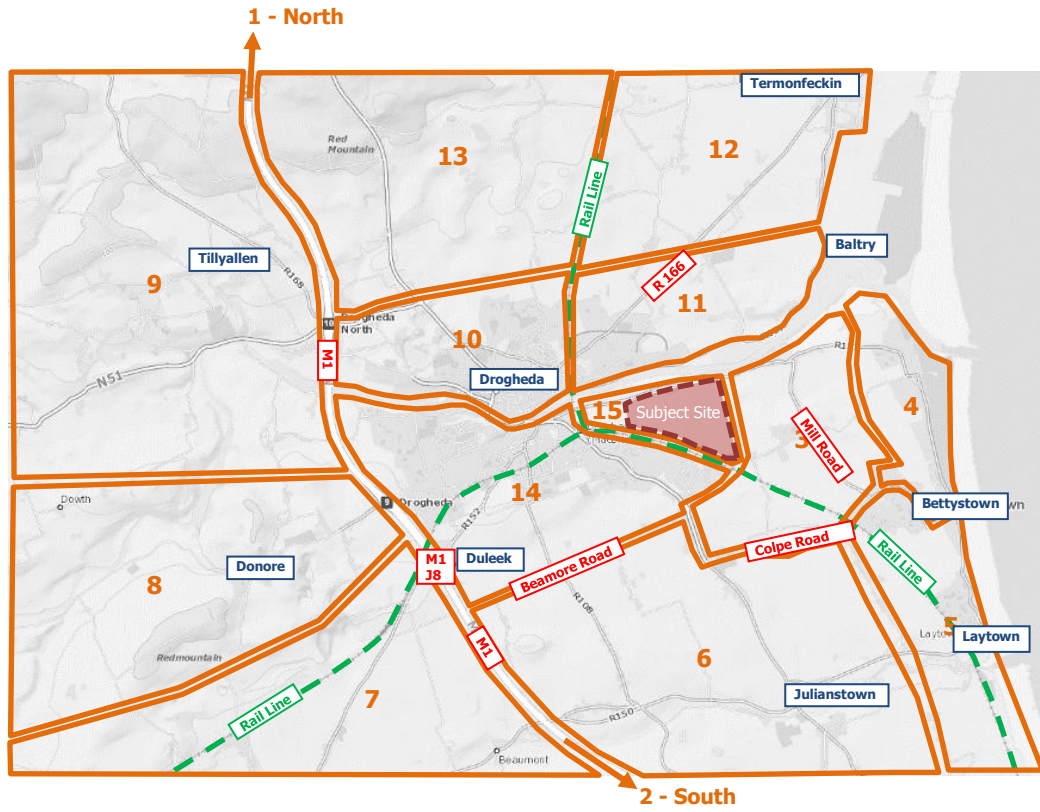 1 - North
Termonfeckin
Red
Mountain
13
12
Rail Line
Baltry
Tillyallen
R168
9
R 166
11
10
Drogheda
North
10
M1
N51
Drogheda
15
Subject Site
4
3
Mill Road
Dowth
9
Drogheda
14
R152
Bettystown
Donore
M1
J8
Duleek
Beamore Road
Colpe Road
Rail Line
8
R108
M1
5
Laytown
Redmountain
6
7
Rail Line
Julianstown
R150
Beaumont
2 - South